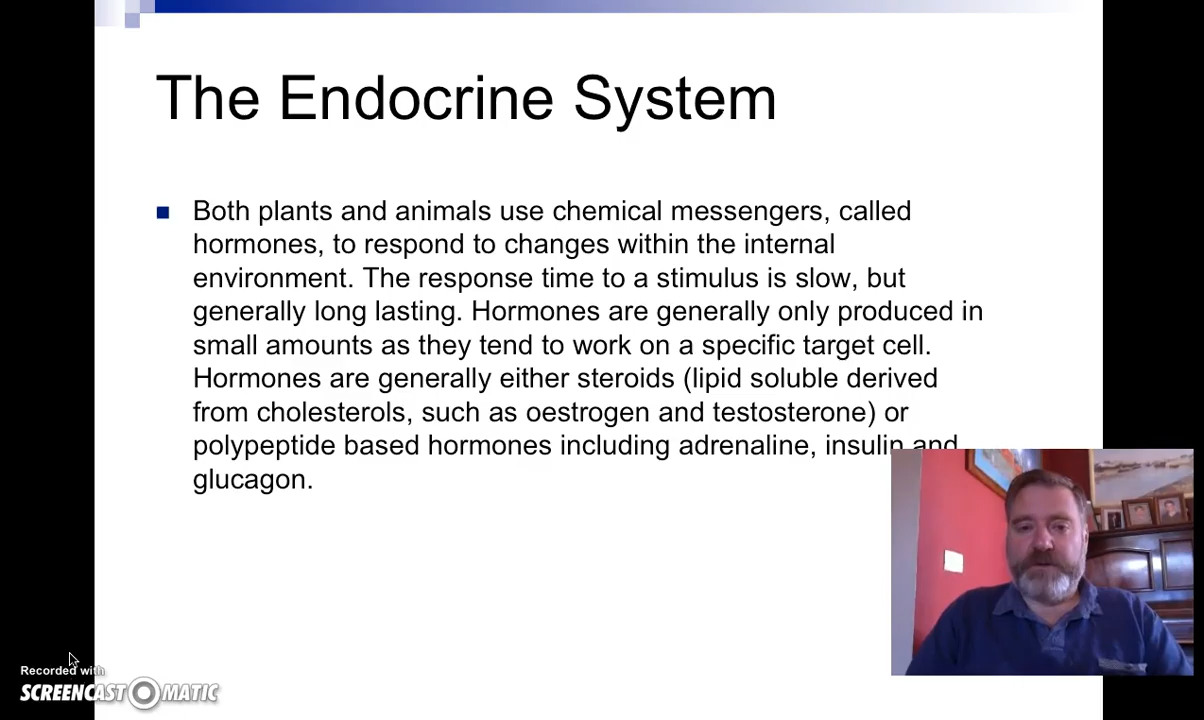 The Endocrine System
Both plants and animals use chemical messengers, called
hormones, to respond to changes within the internal
environment. The response time to a stimulus is slow, but
generally long lasting. Hormones are generally only produced in
small amounts as they tend to work on a specific target cell.
Hormones are generally either steroids (lipid soluble derived
from cholesterols, such as oestrogen and testosterone) or
polypeptide based hormones including adrenaline, insulin and
glucagon.
Recorded with
SCREENCAST MATIC